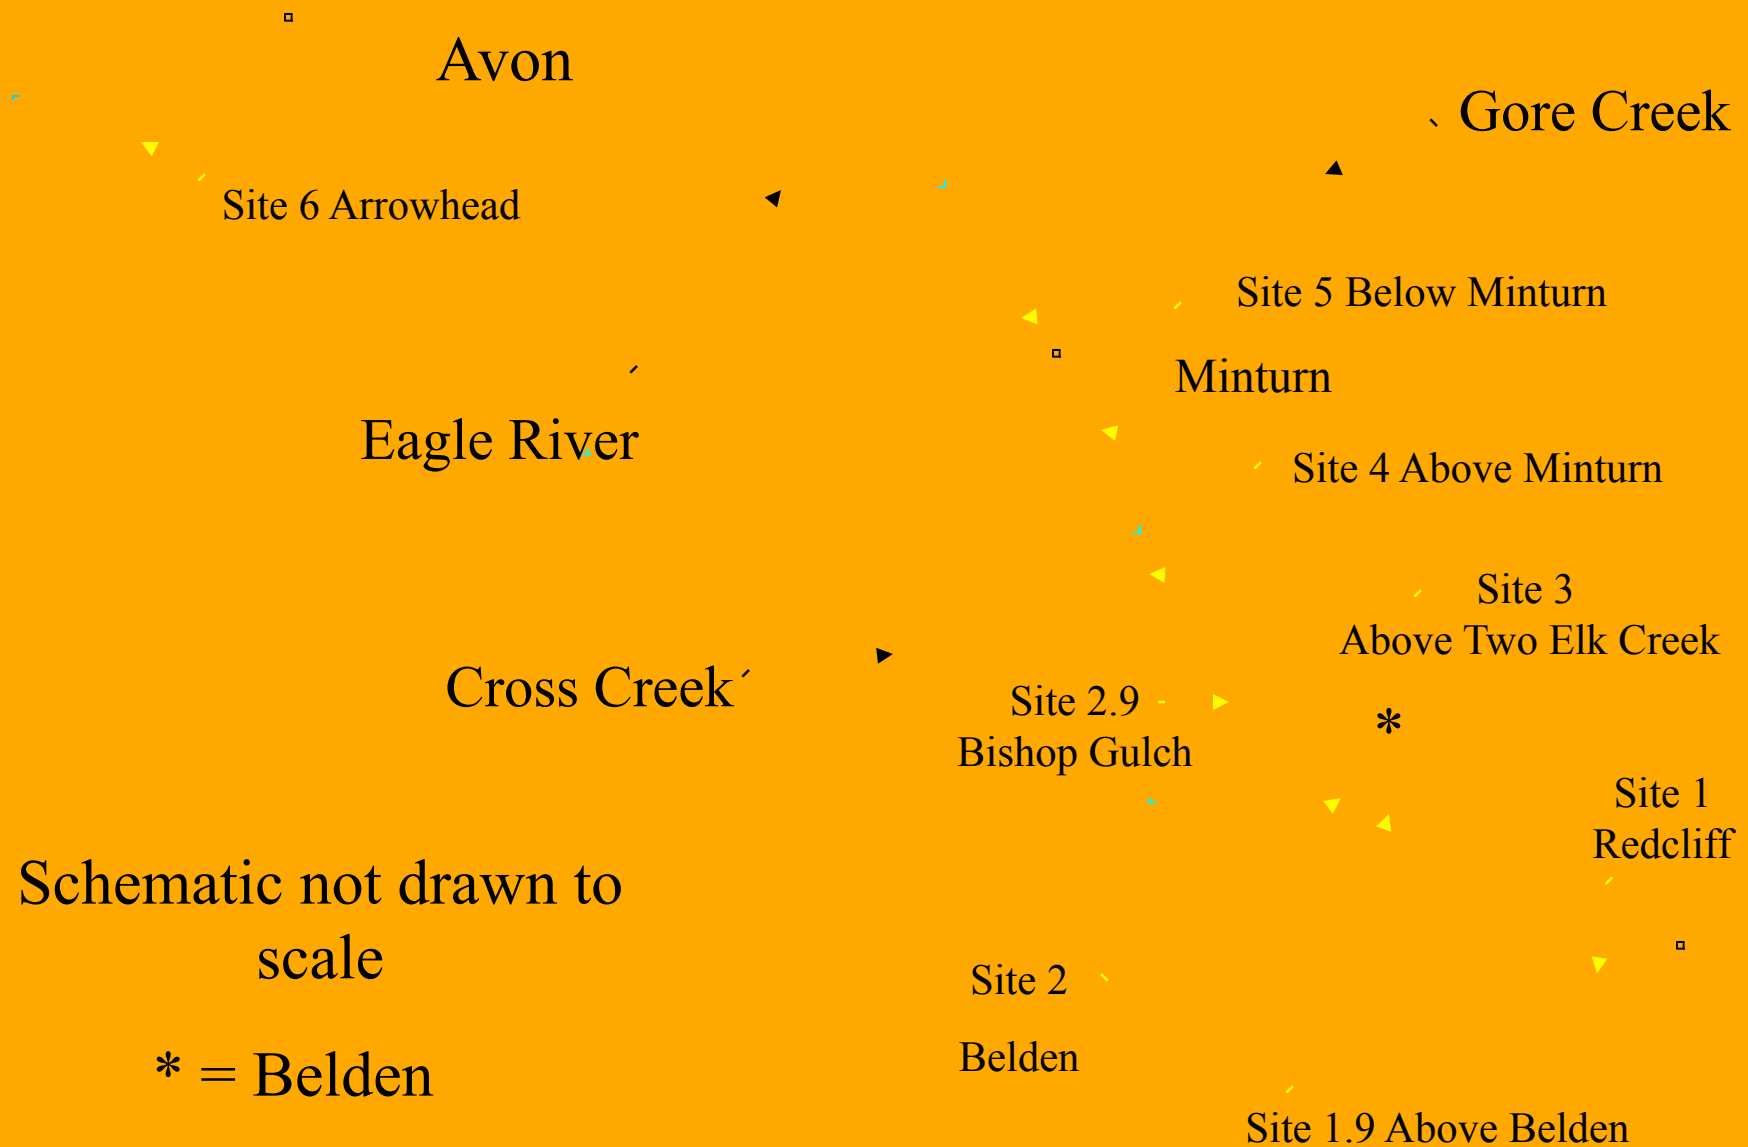 Avon
Gore Creek
Site 6 Arrowhead
Site 5 Below Minturn
Minturn
Eagle River
Site 4 Above Minturn
Site 3
Above Two Elk Creek
Cross Creek
Site 2.9
Bishop Gulch
*
Site 1
Redcliff
Schematic not drawn to
scale
Site 2
Belden
* = Belden
Site 1.9 Above Belden